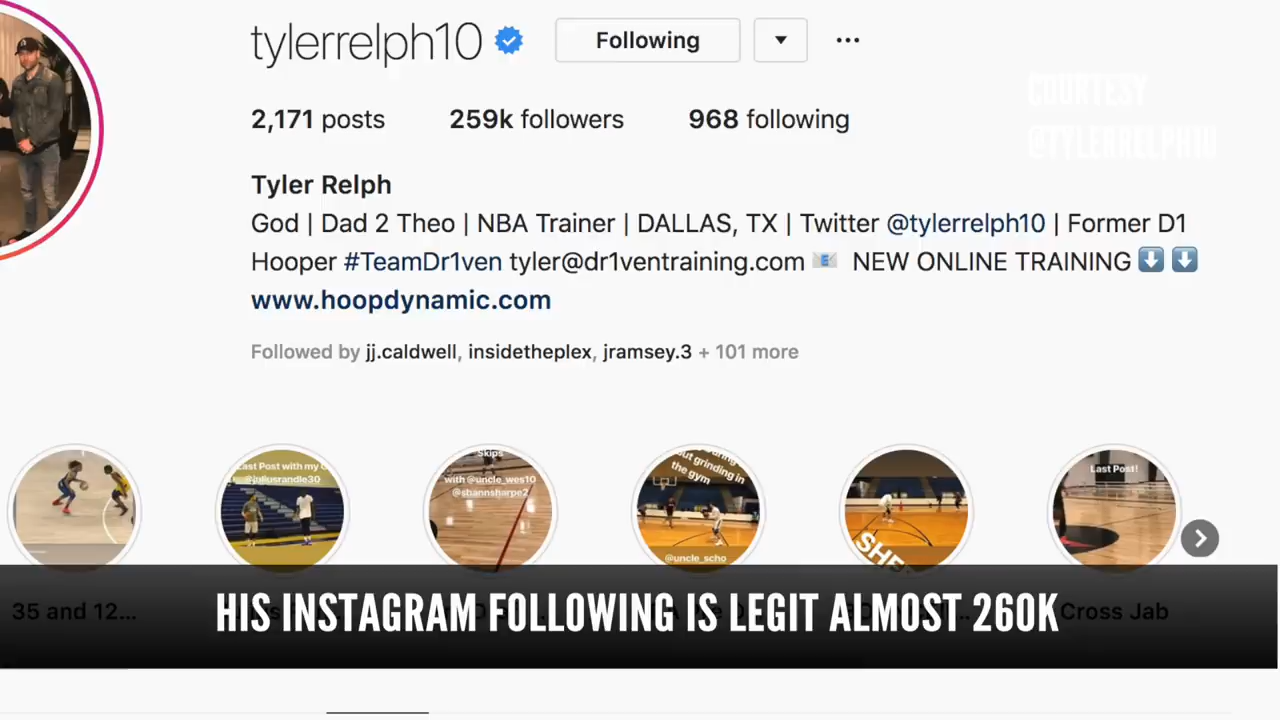 tylerrelph10
Following
COURTESY
@TYLERRELPH10
2,171 posts 259k followers 968 following
Tyler Relph
God | Dad 2 Theo | NBA Trainer | DALLAS, TX | Twitter @tylerrelph10 | Former D1
Hooper #TeamDr1ven tyler@dr1ventraining.com 📧 NEW ONLINE TRAINING ⬇️ ⬇️
www.hoopdynamic.com
Followed by jj.caldwell, insidetheplex, jramsey.3 + 101 more
Last Post with my
@juliusrandle30
Skips
with @uncle_wes10
@shannsharpe2
out grinding in
the gym
@uncle_scho
Last Post!
35 and 12...
Cross Jab
HIS INSTAGRAM FOLLOWING IS LEGIT ALMOST 260K